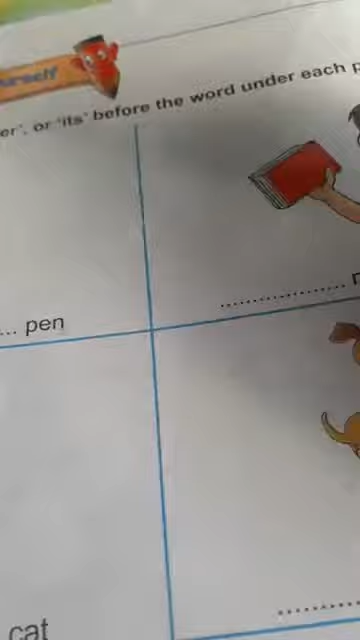 er', or 'its' before the word under each
... pen
cat